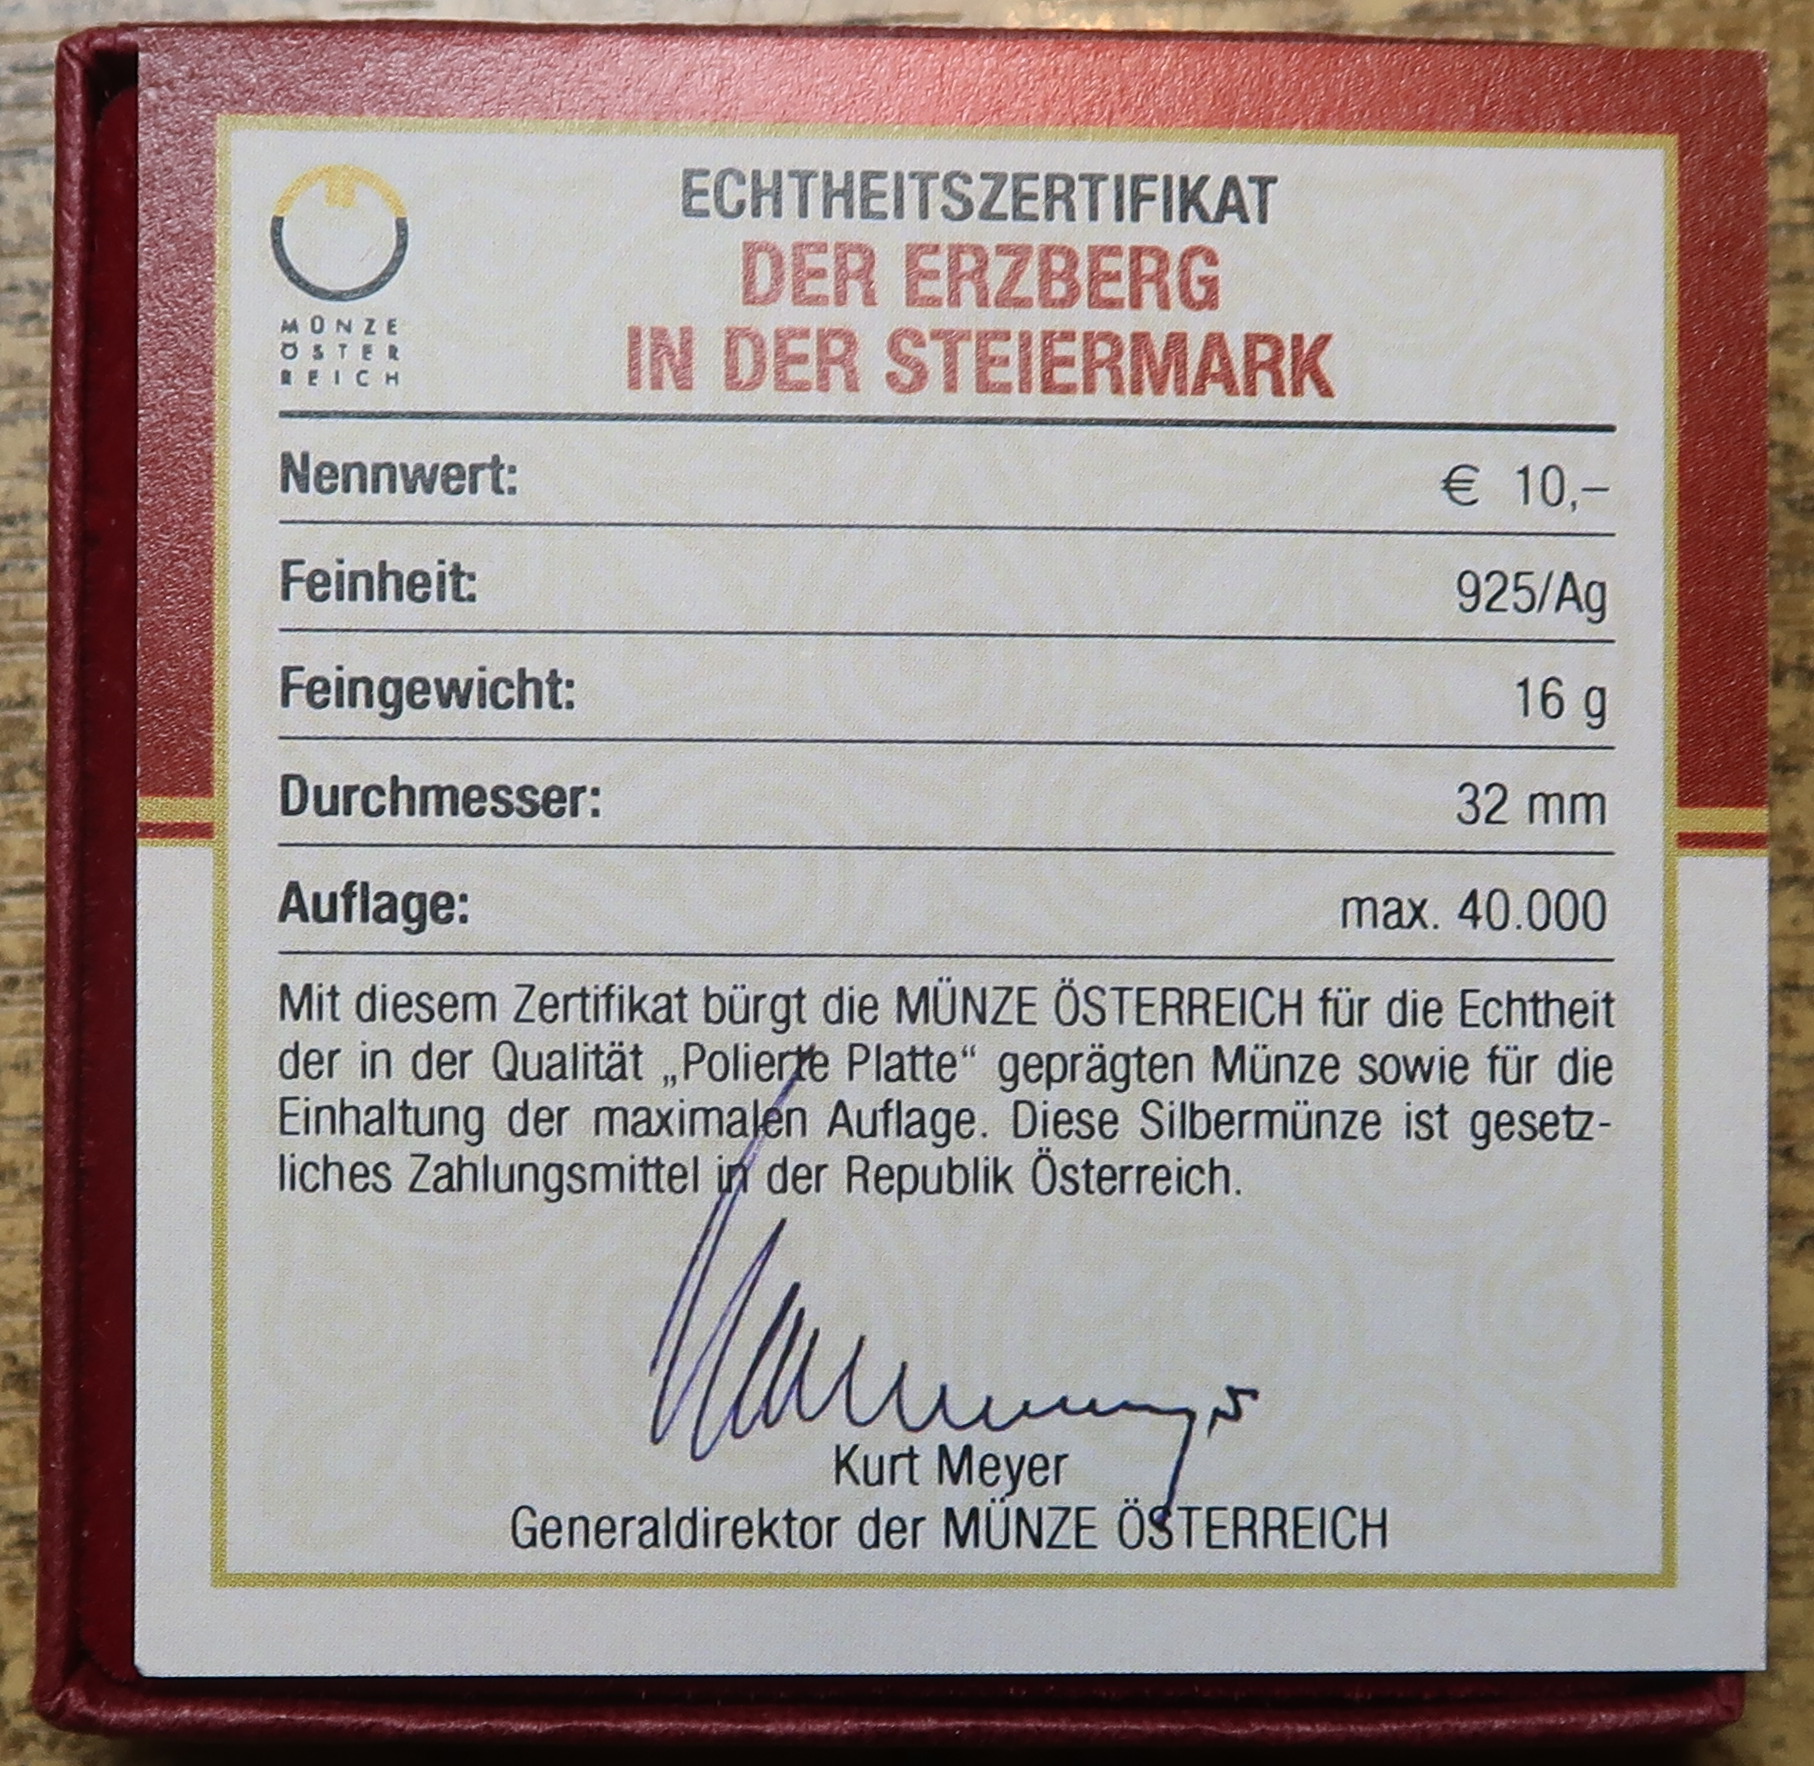 MÜNZE
ÖSTER
REICH
ECHTHEITSZERTIFIKAT
DER ERZBERG
IN DER STEIERMARK
Nennwert: € 10,–
Feinheit: 925/Ag
Feingewicht: 16 g
Durchmesser: 32 mm
Auflage: max. 40.000
Mit diesem Zertifikat bürgt die MÜNZE ÖSTERREICH für die Echtheit
der in der Qualität „Polierte Platte“ geprägten Münze sowie für die
Einhaltung der maximalen Auflage. Diese Silbermünze ist gesetz-
liches Zahlungsmittel in der Republik Österreich.
Kurt Meyer
Generaldirektor der MÜNZE ÖSTERREICH